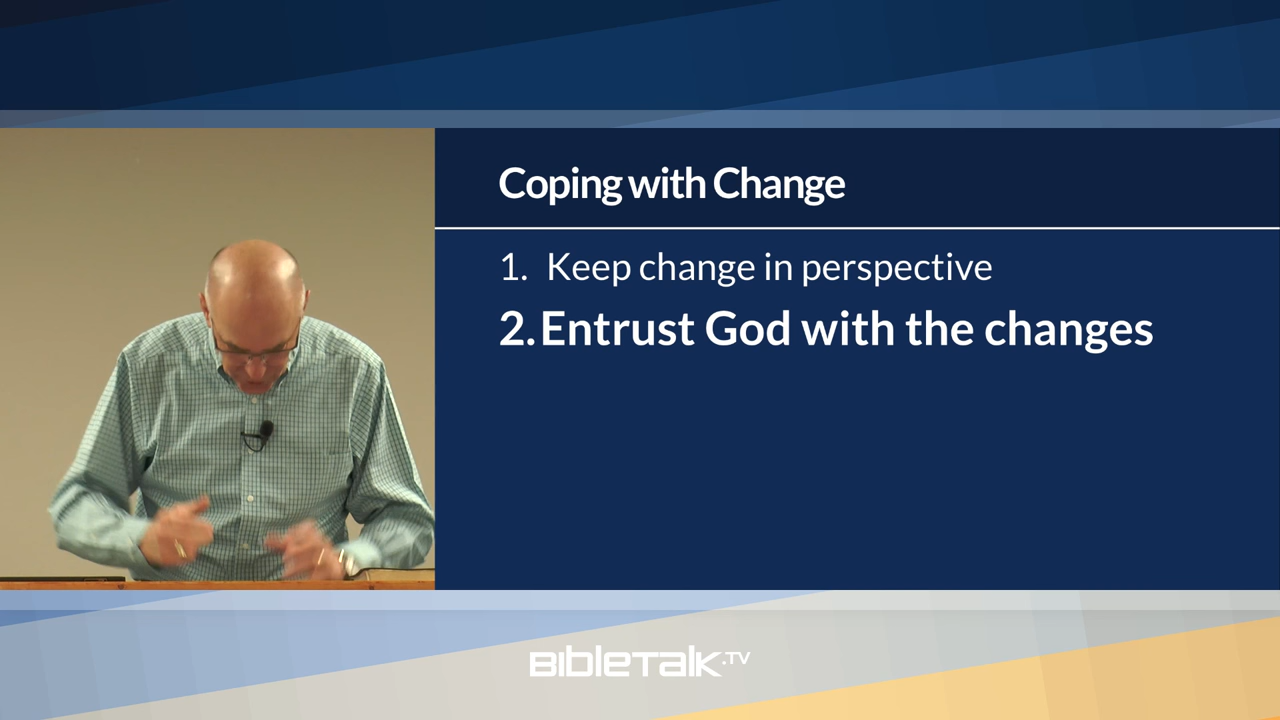 Coping with Change
1. Keep change in perspective
2. Entrust God with the changes
BIBLETALK.TV